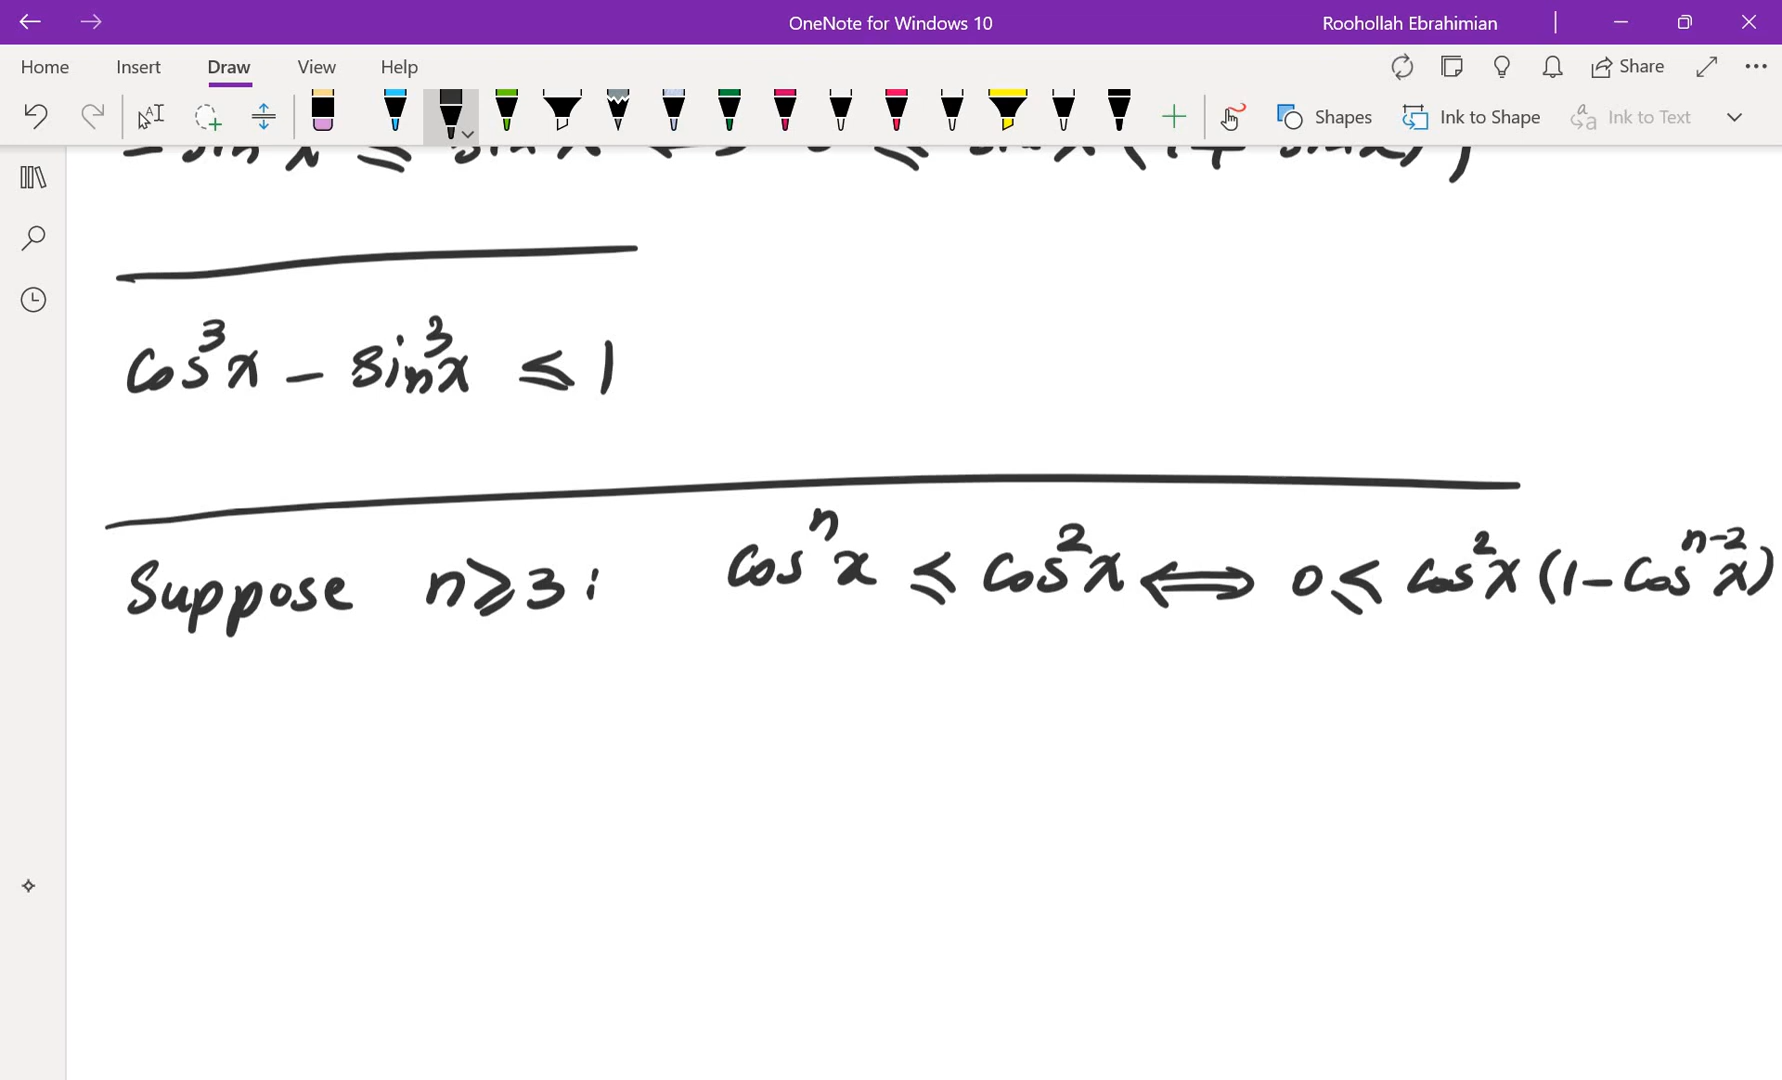 OneNote for Windows 10
Roohollah Ebrahimian
Home Insert Draw View Help
Share
Shapes Ink to Shape Ink to Text
cos³x - sin³x ≤ 1
Suppose n ≥ 3 : cosⁿx ≤ cos²x ⟺ 0 ≤ cos²x (1 - cosⁿ⁻²x)